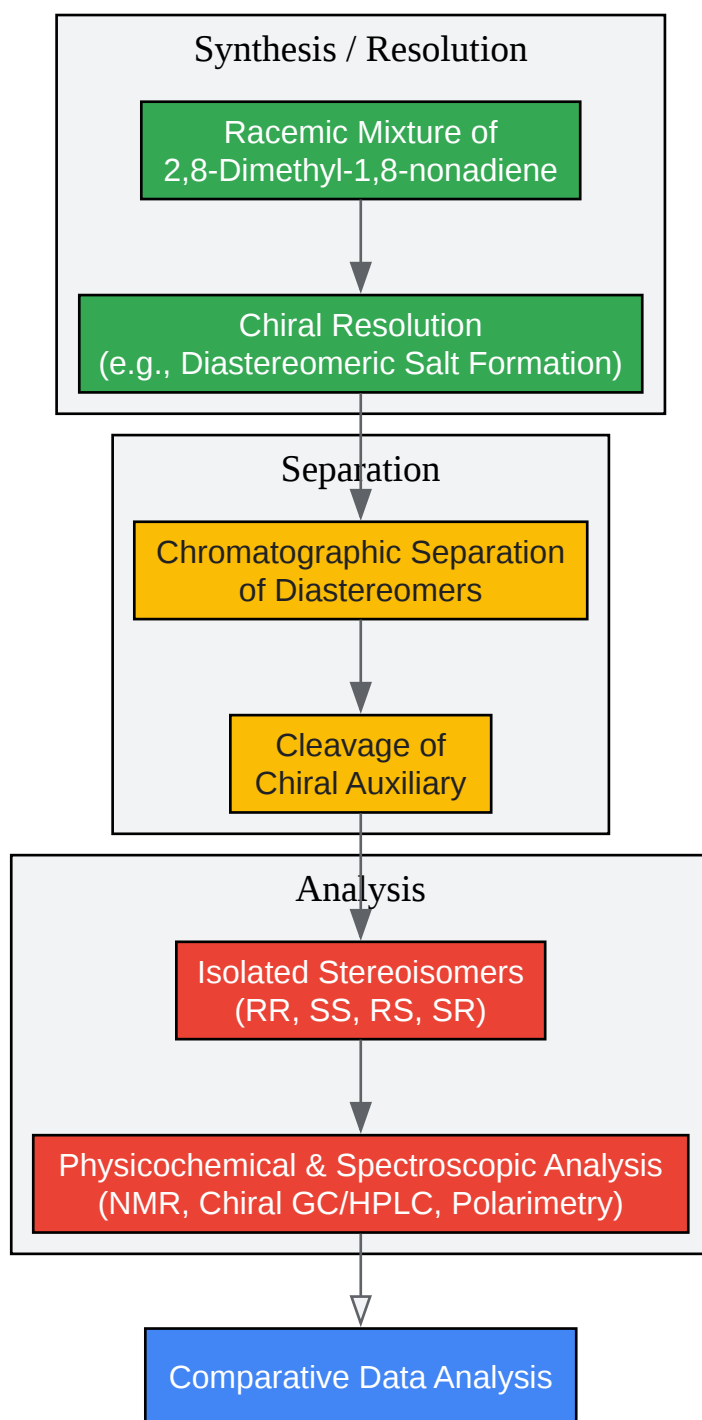 Synthesis / Resolution
Racemic Mixture of
2,8-Dimethyl-1,8-nonadiene
Chiral Resolution
(e.g., Diastereomeric Salt Formation)
Separation
Chromatographic Separation
of Diastereomers
Cleavage of
Chiral Auxiliary
Analysis
Isolated Stereoisomers
(RR, SS, RS, SR)
Physicochemical & Spectroscopic Analysis
(NMR, Chiral GC/HPLC, Polarimetry)
Comparative Data Analysis